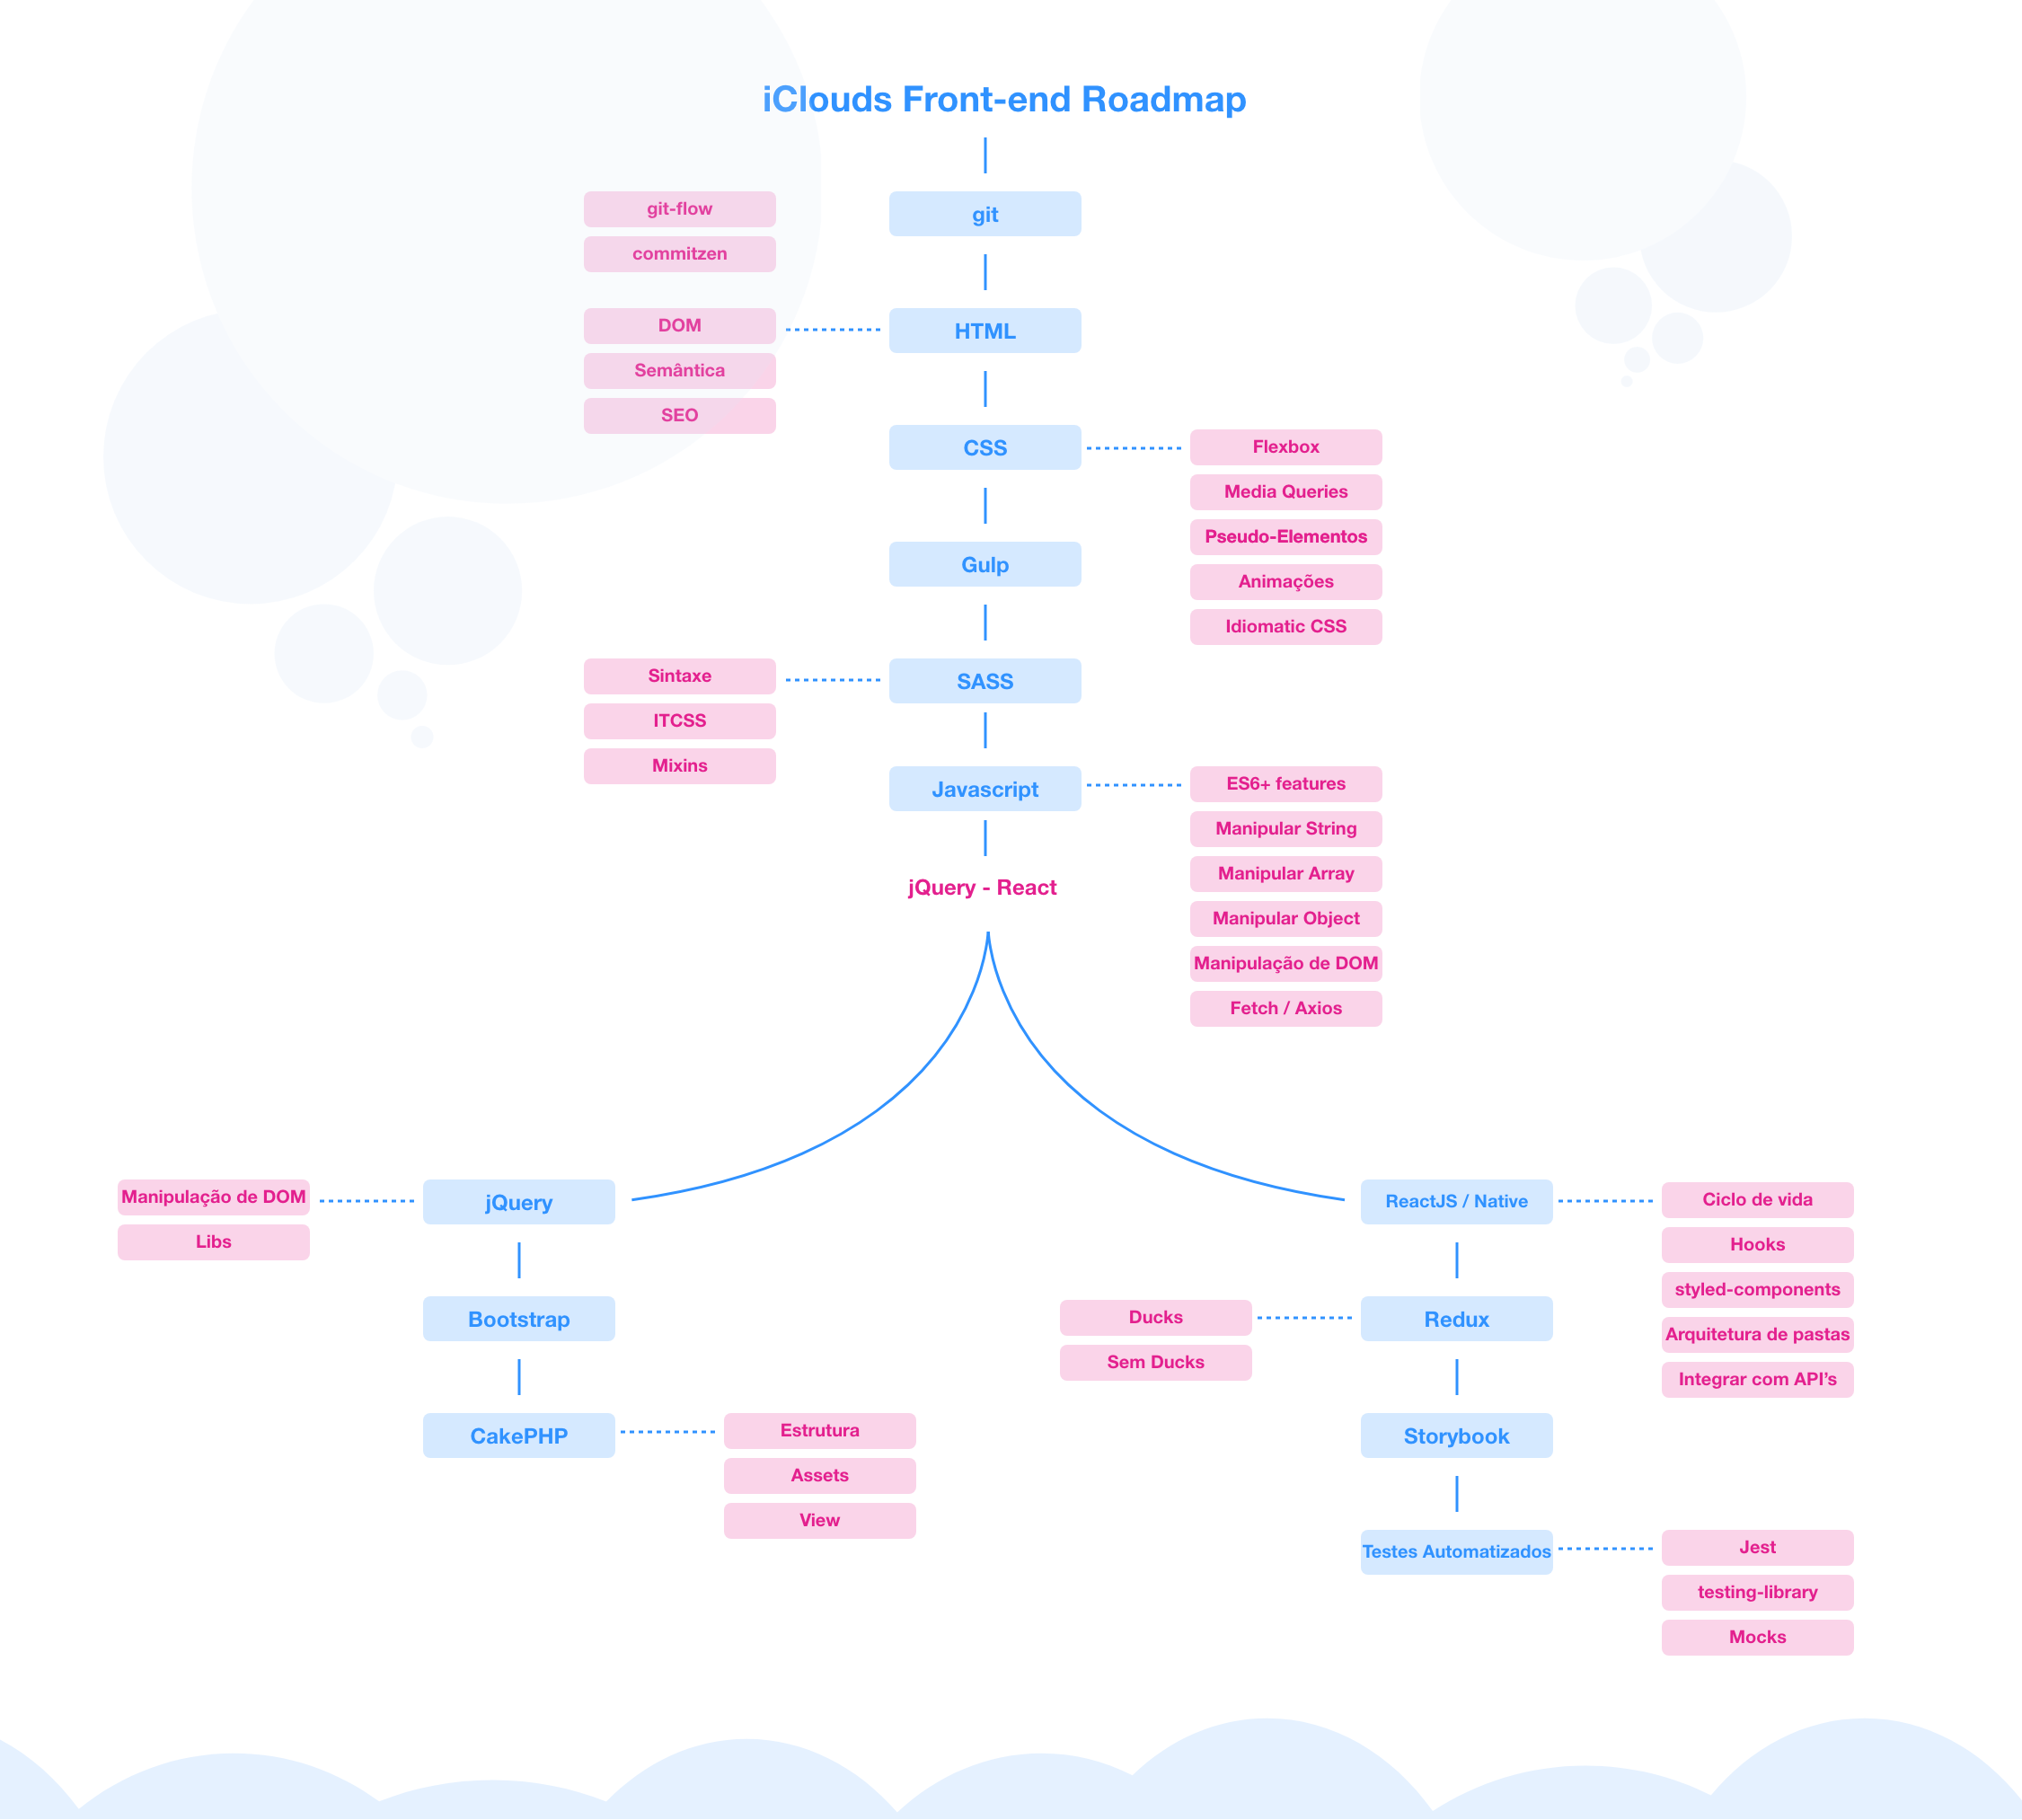 iClouds Front-end Roadmap
git
git-flow
commitzen
HTML
DOM
Semântica
SEO
CSS
Flexbox
Media Queries
Pseudo-Elementos
Animações
Idiomatic CSS
Gulp
SASS
Sintaxe
ITCSS
Mixins
Javascript
ES6+ features
Manipular String
Manipular Array
Manipular Object
Manipulação de DOM
Fetch / Axios
jQuery - React
jQuery
Manipulação de DOM
Libs
Bootstrap
CakePHP
Estrutura
Assets
View
ReactJS / Native
Ciclo de vida
Hooks
styled-components
Arquitetura de pastas
Integrar com API’s
Redux
Ducks
Sem Ducks
Storybook
Testes Automatizados
Jest
testing-library
Mocks